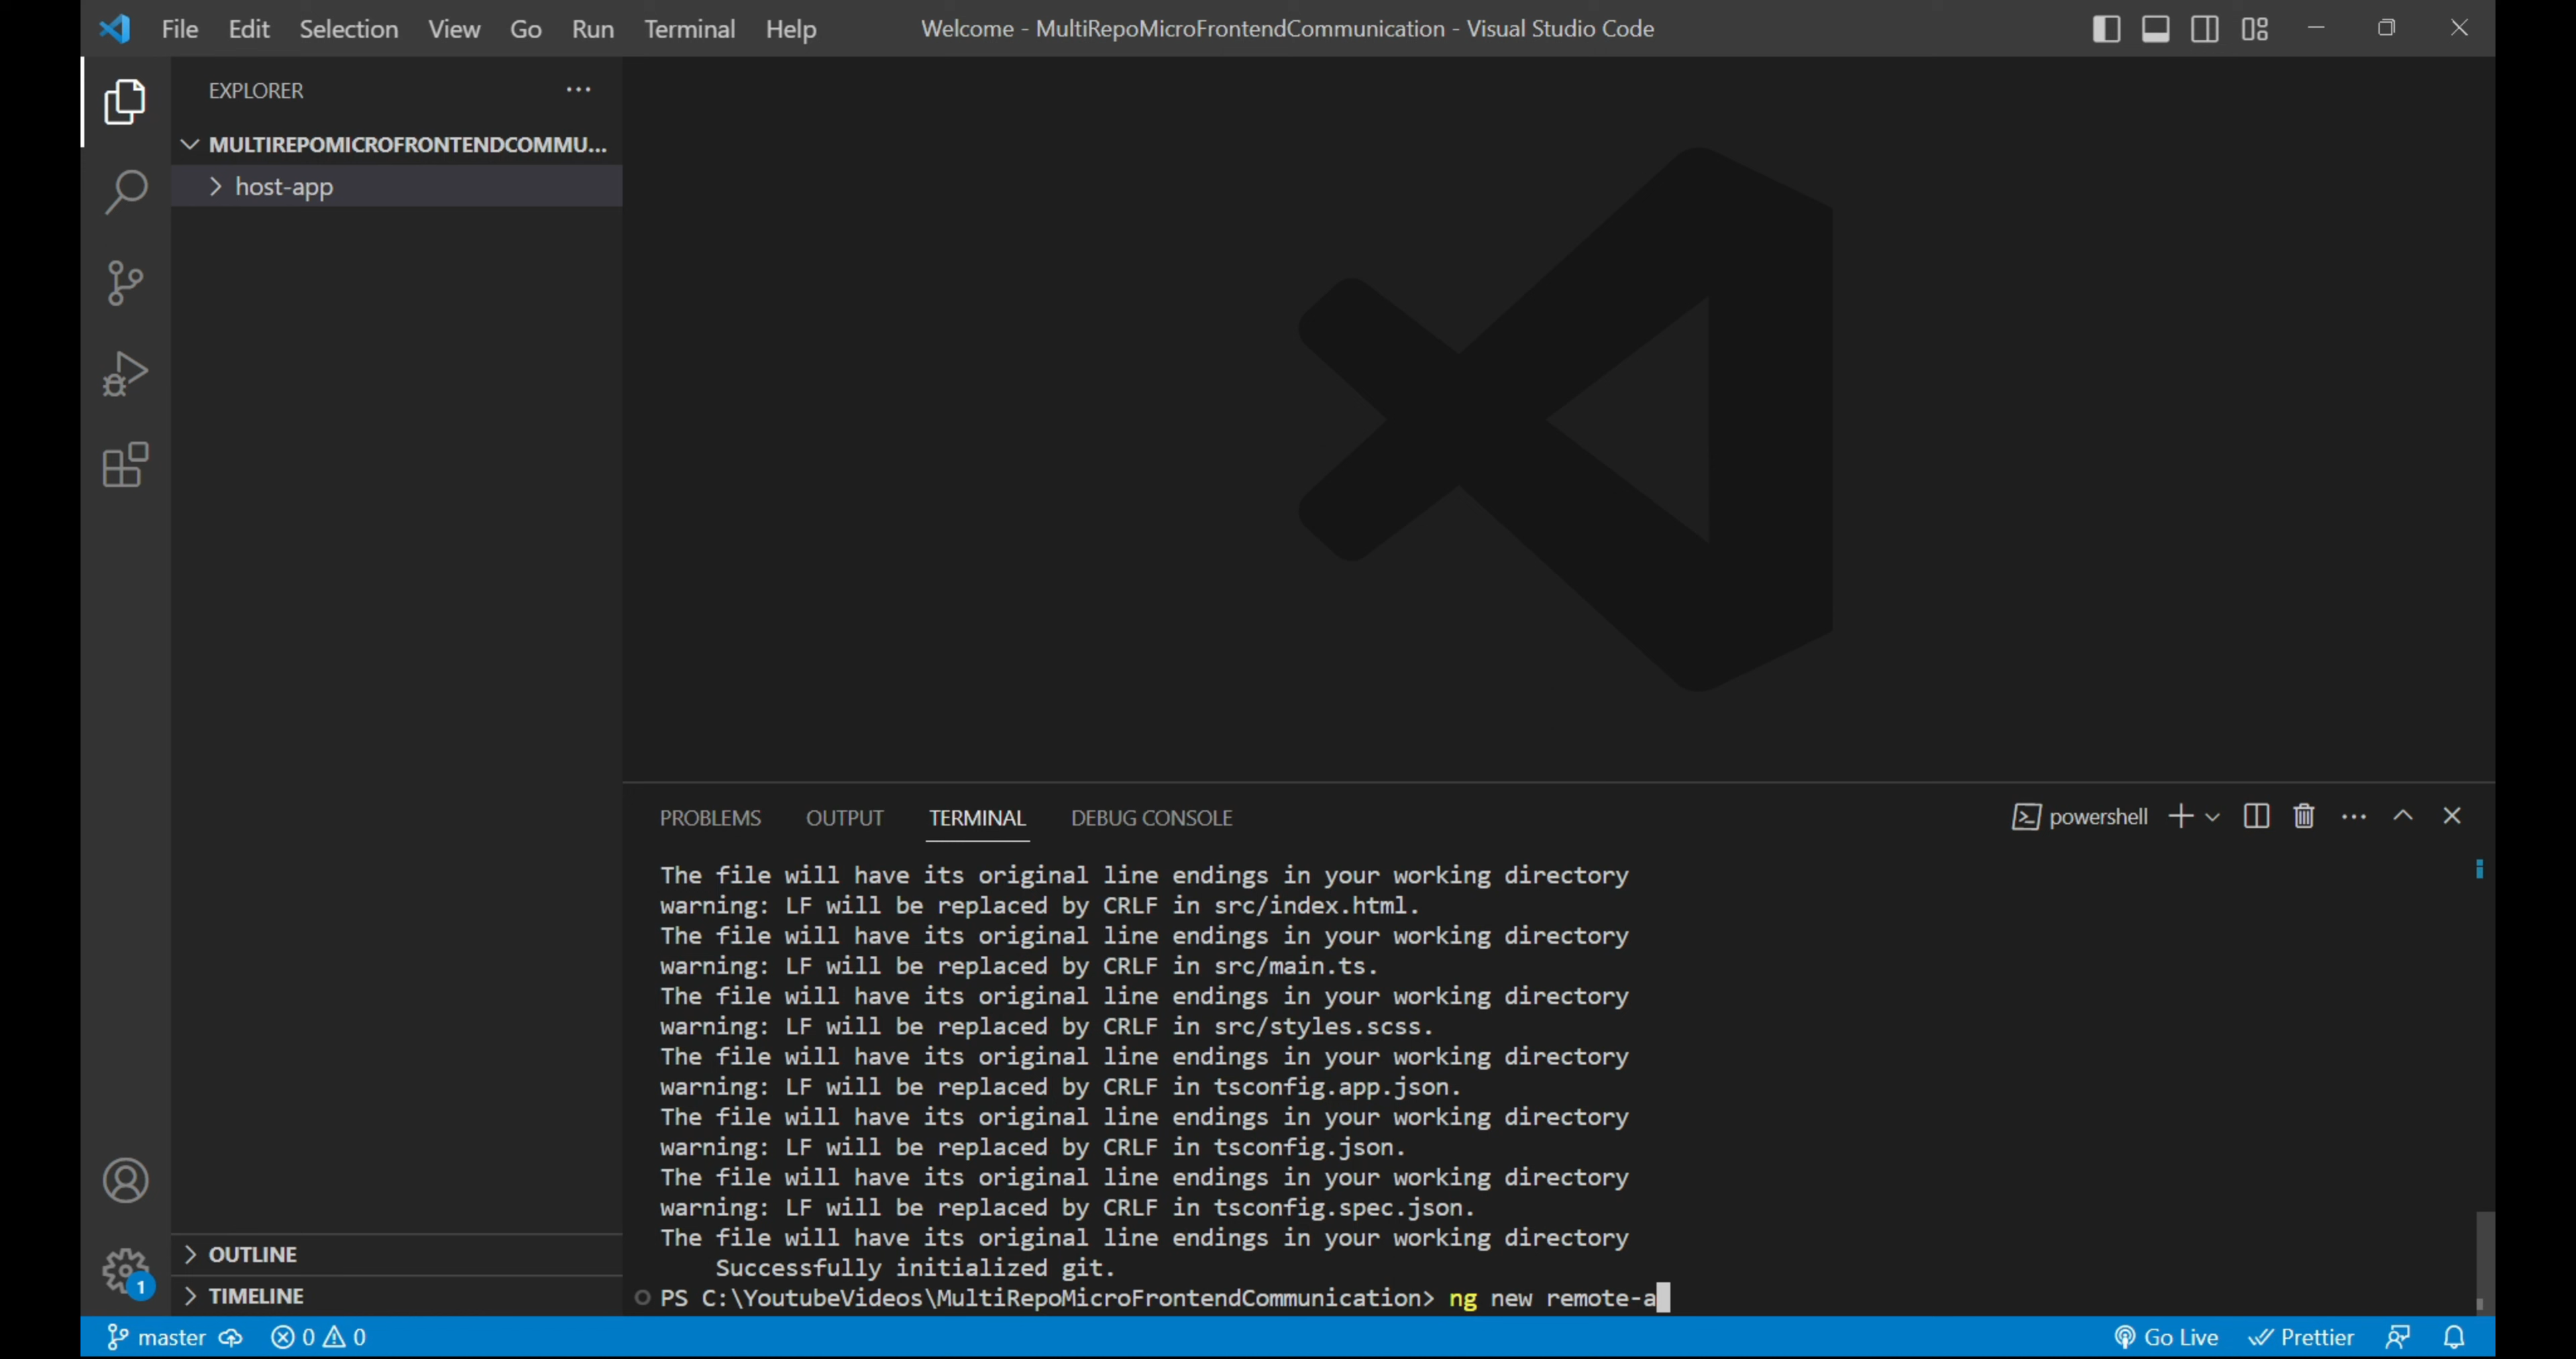 File Edit Selection View Go Run Terminal Help Welcome - MultiRepoMicroFrontendCommunication - Visual Studio Code
EXPLORER
MULTIREPOMICROFRONTENDCOMMU...
host-app
PROBLEMS OUTPUT TERMINAL DEBUG CONSOLE powershell
The file will have its original line endings in your working directory
warning: LF will be replaced by CRLF in src/index.html.
The file will have its original line endings in your working directory
warning: LF will be replaced by CRLF in src/main.ts.
The file will have its original line endings in your working directory
warning: LF will be replaced by CRLF in src/styles.scss.
The file will have its original line endings in your working directory
warning: LF will be replaced by CRLF in tsconfig.app.json.
The file will have its original line endings in your working directory
warning: LF will be replaced by CRLF in tsconfig.json.
The file will have its original line endings in your working directory
warning: LF will be replaced by CRLF in tsconfig.spec.json.
The file will have its original line endings in your working directory
Successfully initialized git.
PS C:\YoutubeVideos\MultiRepoMicroFrontendCommunication> ng new remote-a
OUTLINE
TIMELINE
1
master 0 0 Go Live Prettier